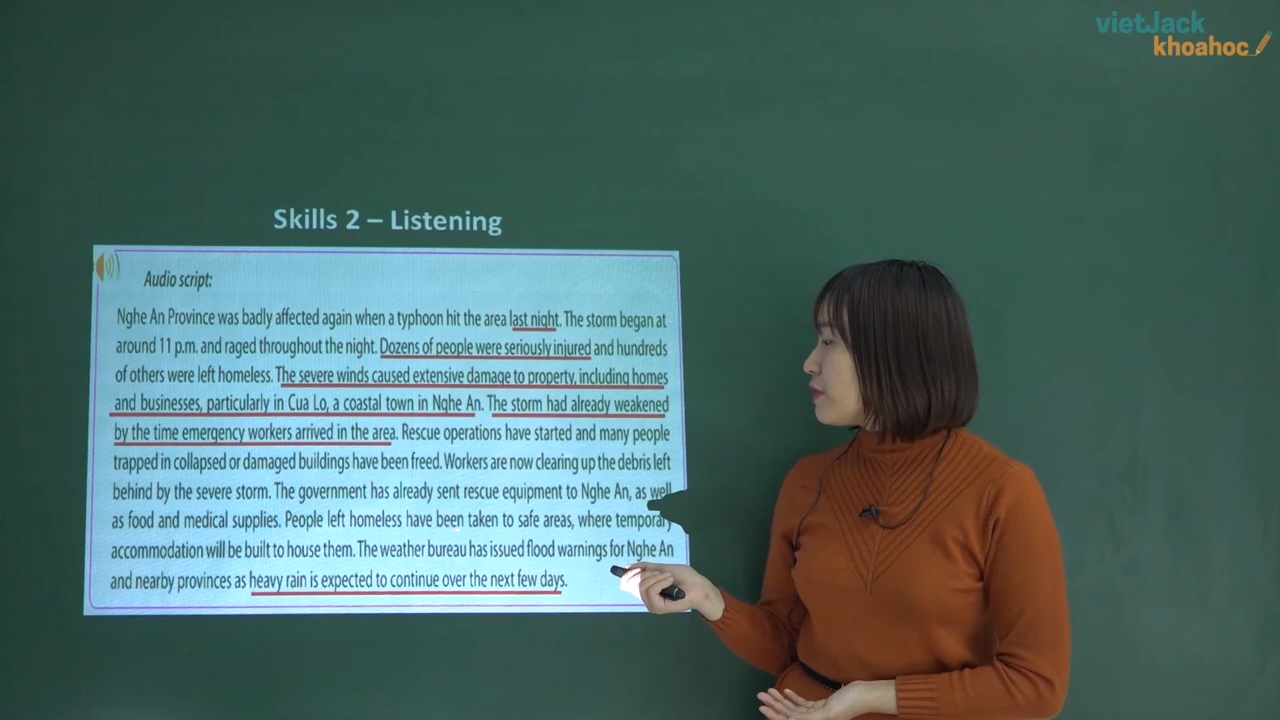 vietJack
khoahoc
Skills 2 – Listening
Audio script:
Nghe An Province was badly affected again when a typhoon hit the area last night. The storm began at
around 11 p.m. and raged throughout the night. Dozens of people were seriously injured and hundreds
of others were left homeless. The severe winds caused extensive damage to property, including homes
and businesses, particularly in Cua Lo, a coastal town in Nghe An. The storm had already weakened
by the time emergency workers arrived in the area. Rescue operations have started and many people
trapped in collapsed or damaged buildings have been freed. Workers are now clearing up the debris left
behind by the severe storm. The government has already sent rescue equipment to Nghe An, as well
as food and medical supplies. People left homeless have been taken to safe areas, where temporary
accommodation will be built to house them. The weather bureau has issued flood warnings for Nghe An
and nearby provinces as heavy rain is expected to continue over the next few days.